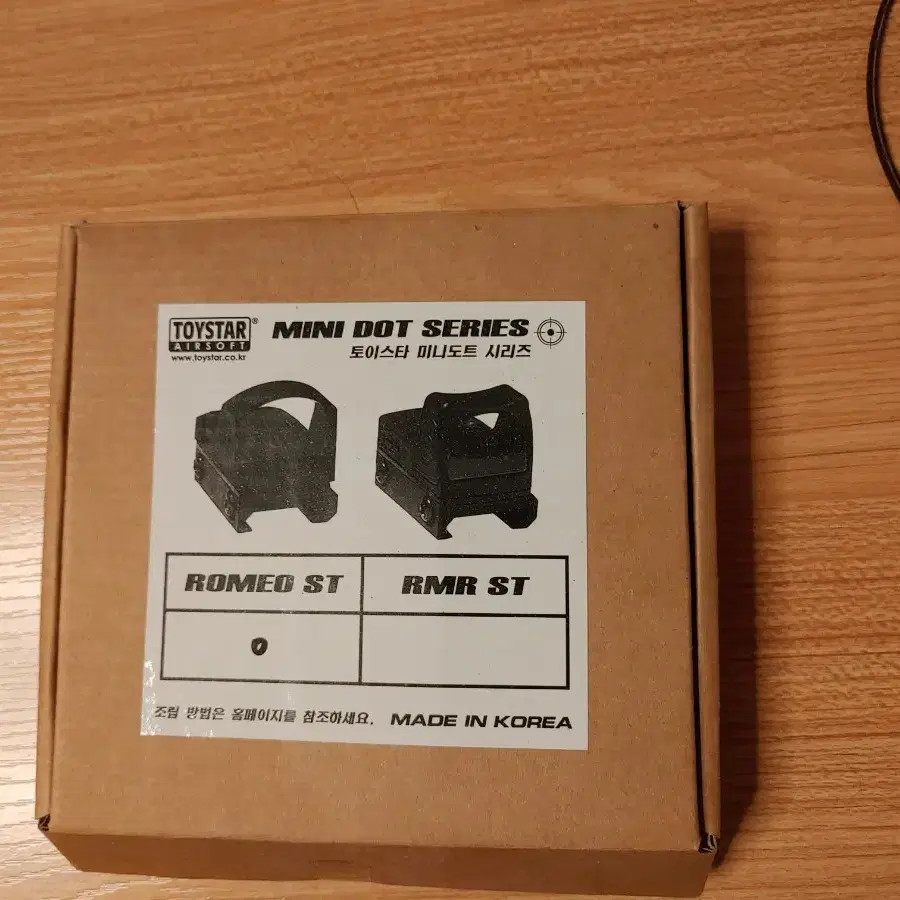 TOYSTAR®
AIRSOFT
www.toystar.co.kr
MINI DOT SERIES
토이스타 미니도트 시리즈
ROMEO ST
RMR ST
O
조립 방법은 홈페이지를 참조하세요.
MADE IN KOREA